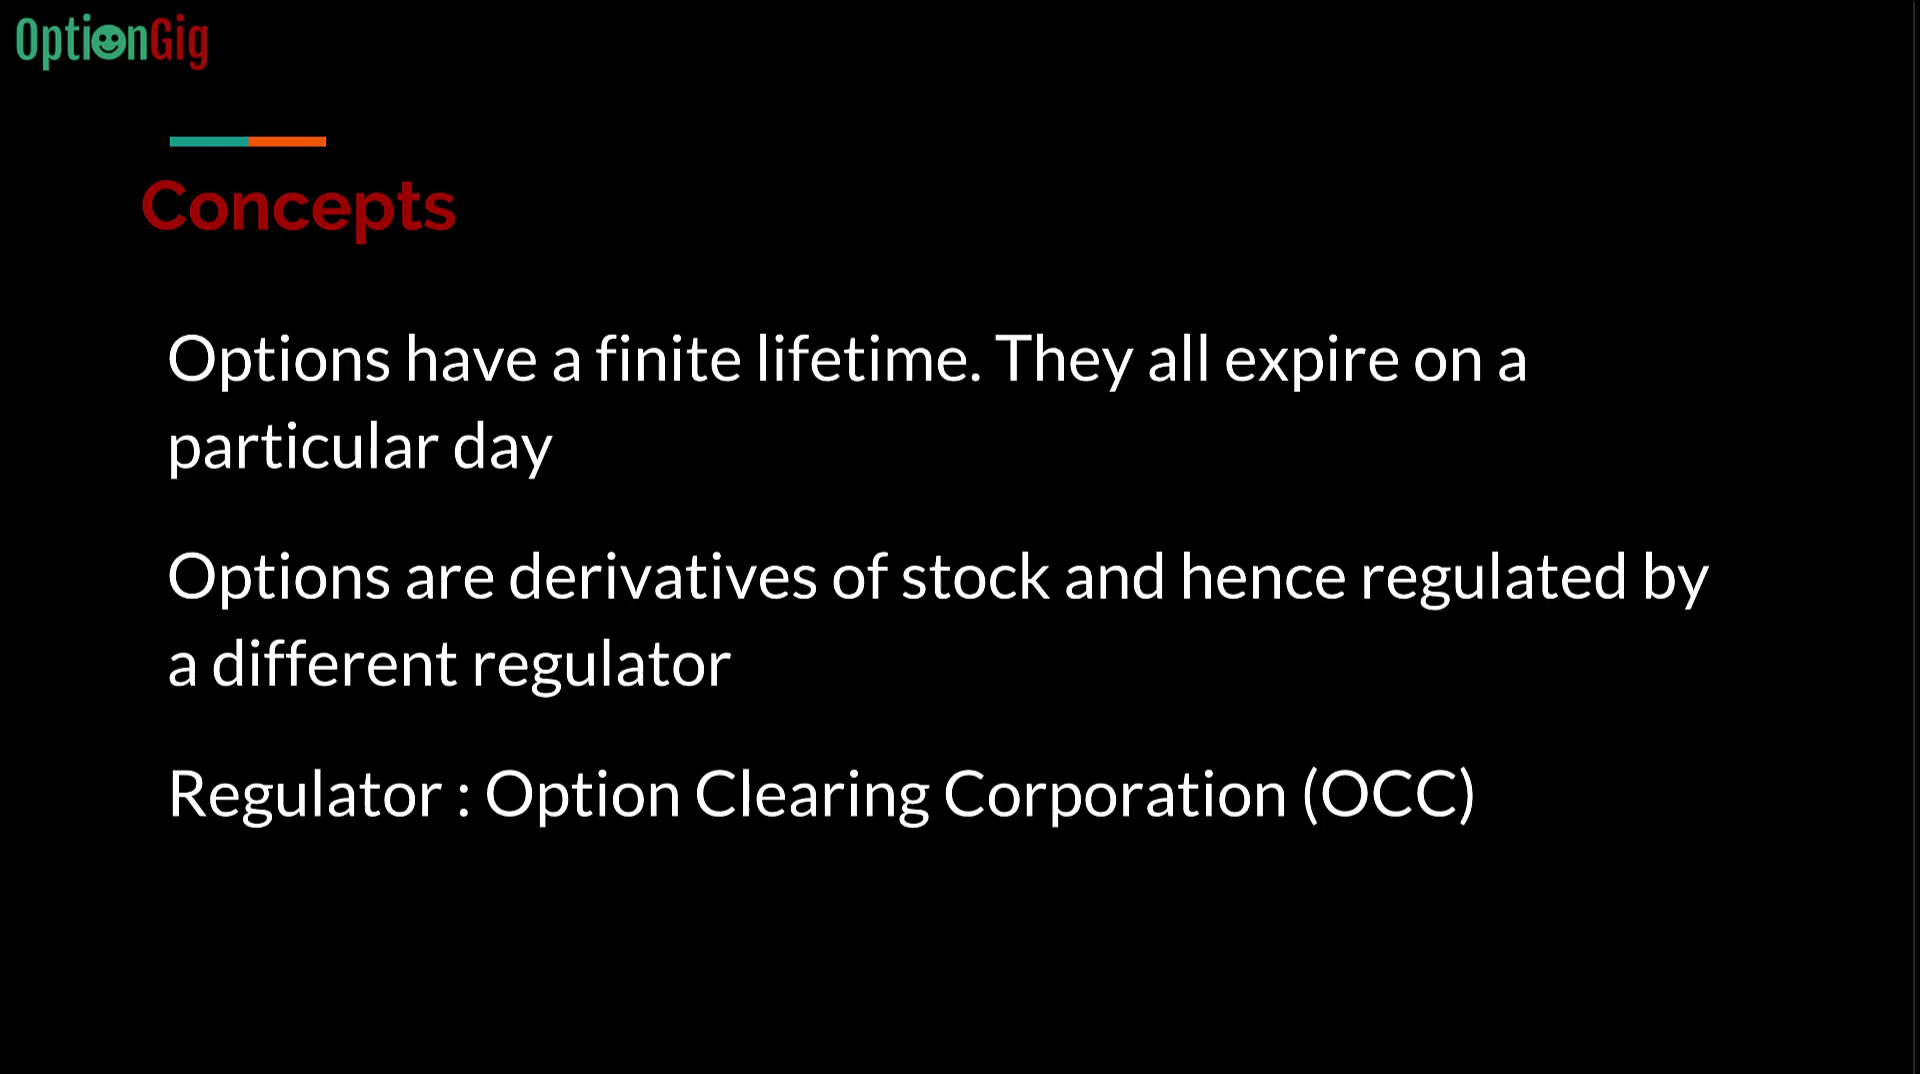 OptionGig
Concepts
Options have a finite lifetime. They all expire on a
particular day
Options are derivatives of stock and hence regulated by
a different regulator
Regulator : Option Clearing Corporation (OCC)